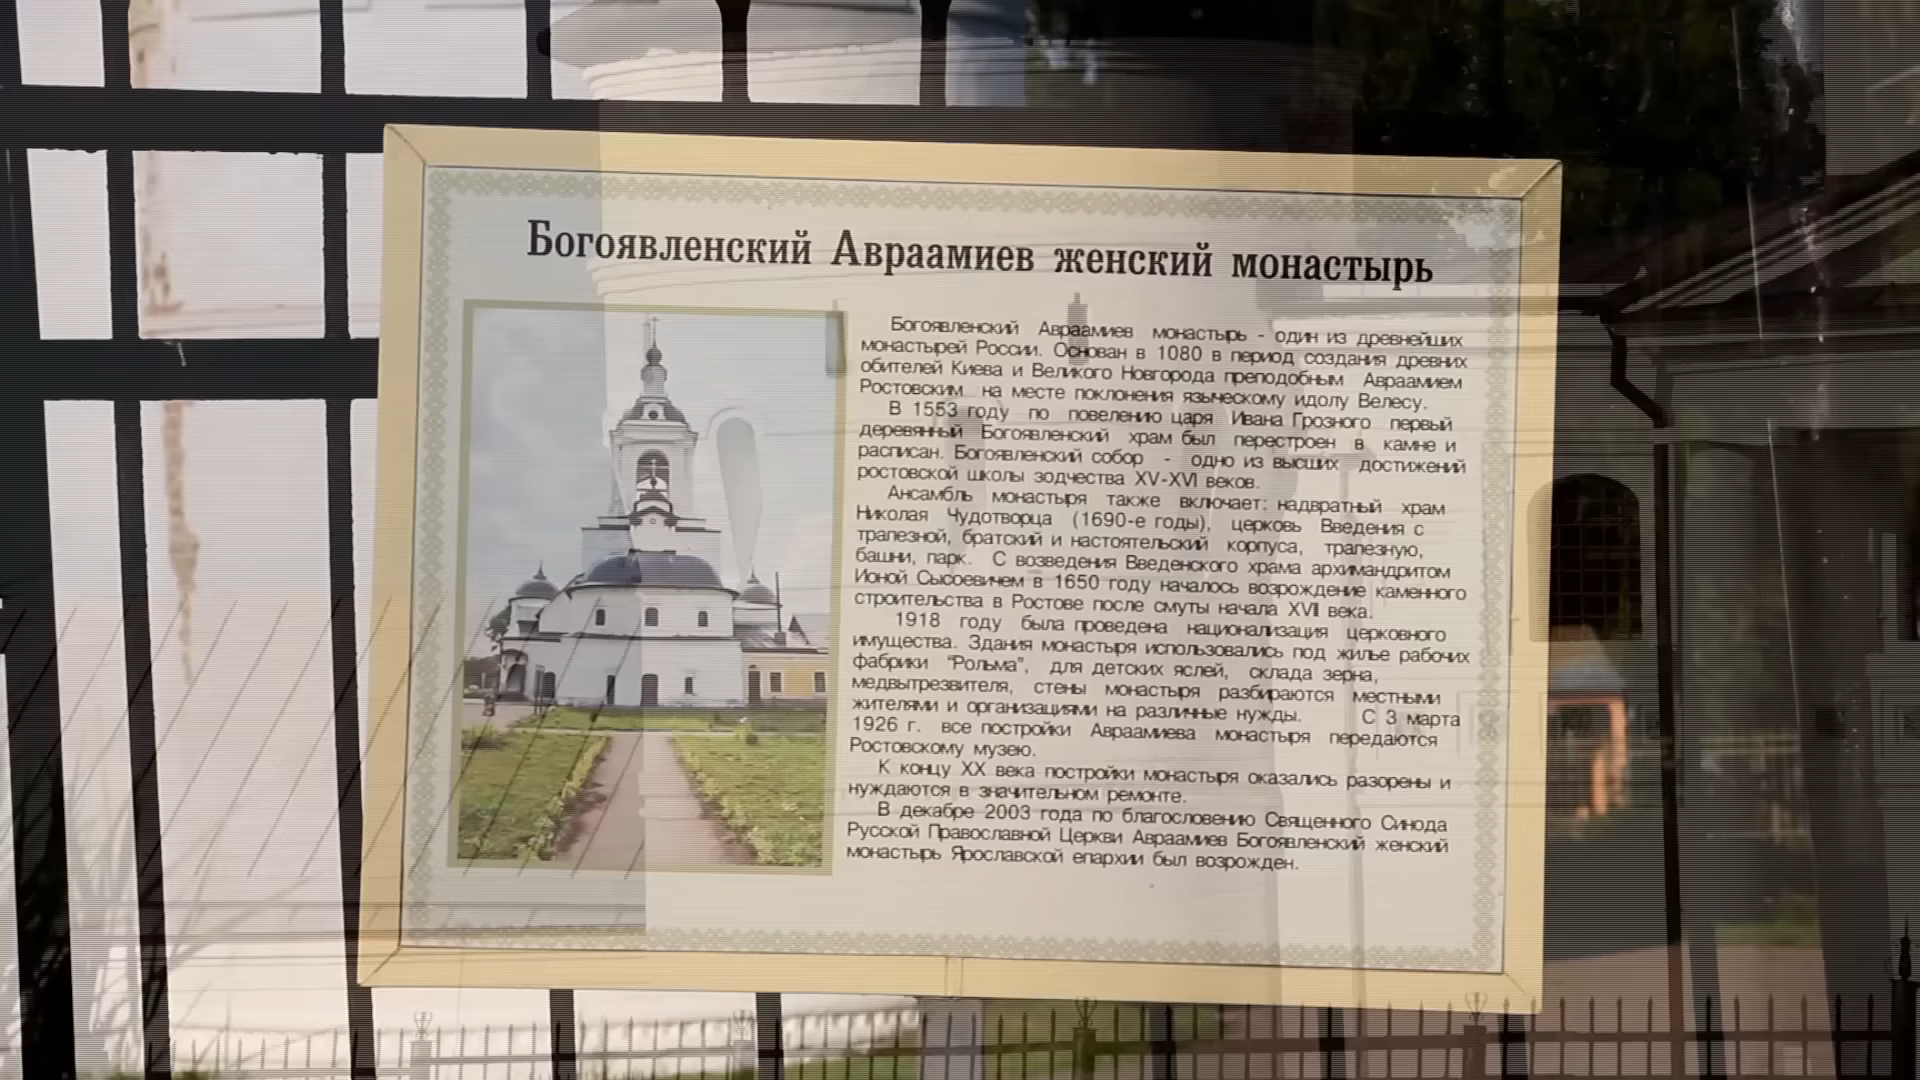 Богоявленский Авраамиев женский монастырь
Богоявленский Авраамиев монастырь - один из древнейших
монастырей России. Основан в 1080 в период создания древних
обителей Киева и Великого Новгорода преподобным Авраамием
Ростовским на месте поклонения языческому идолу Велесу.
В 1553 году по повелению царя Ивана Грозного первый
деревянный Богоявленский храм был перестроен в камне и
расписан. Богоявленский собор - одно из высших достижений
ростовской школы зодчества XV-XVI веков.
Ансамбль монастыря также включает: надвратный храм
Николая Чудотворца (1690-е годы), церковь Введения с
трапезной, братский и настоятельский корпуса, трапезную,
башни, парк. С возведения Введенского храма архимандритом
Ионой Сысоевичем в 1650 году началось возрождение каменного
строительства в Ростове после смуты начала XVII века.
1918 году была проведена национализация церковного
имущества. Здания монастыря использовались под жилье рабочих
фабрики "Рольма", для детских яслей, склада зерна,
медвытрезвителя, стены монастыря разбираются местными
жителями и организациями на различные нужды. С 3 марта
1926 г. все постройки Авраамиева монастыря передаются
Ростовскому музею.
К концу XX века постройки монастыря оказались разорены и
нуждаются в значительном ремонте.
В декабре 2003 года по благословению Священного Синода
Русской Православной Церкви Авраамиев Богоявленский женский
монастырь Ярославской епархии был возрожден.